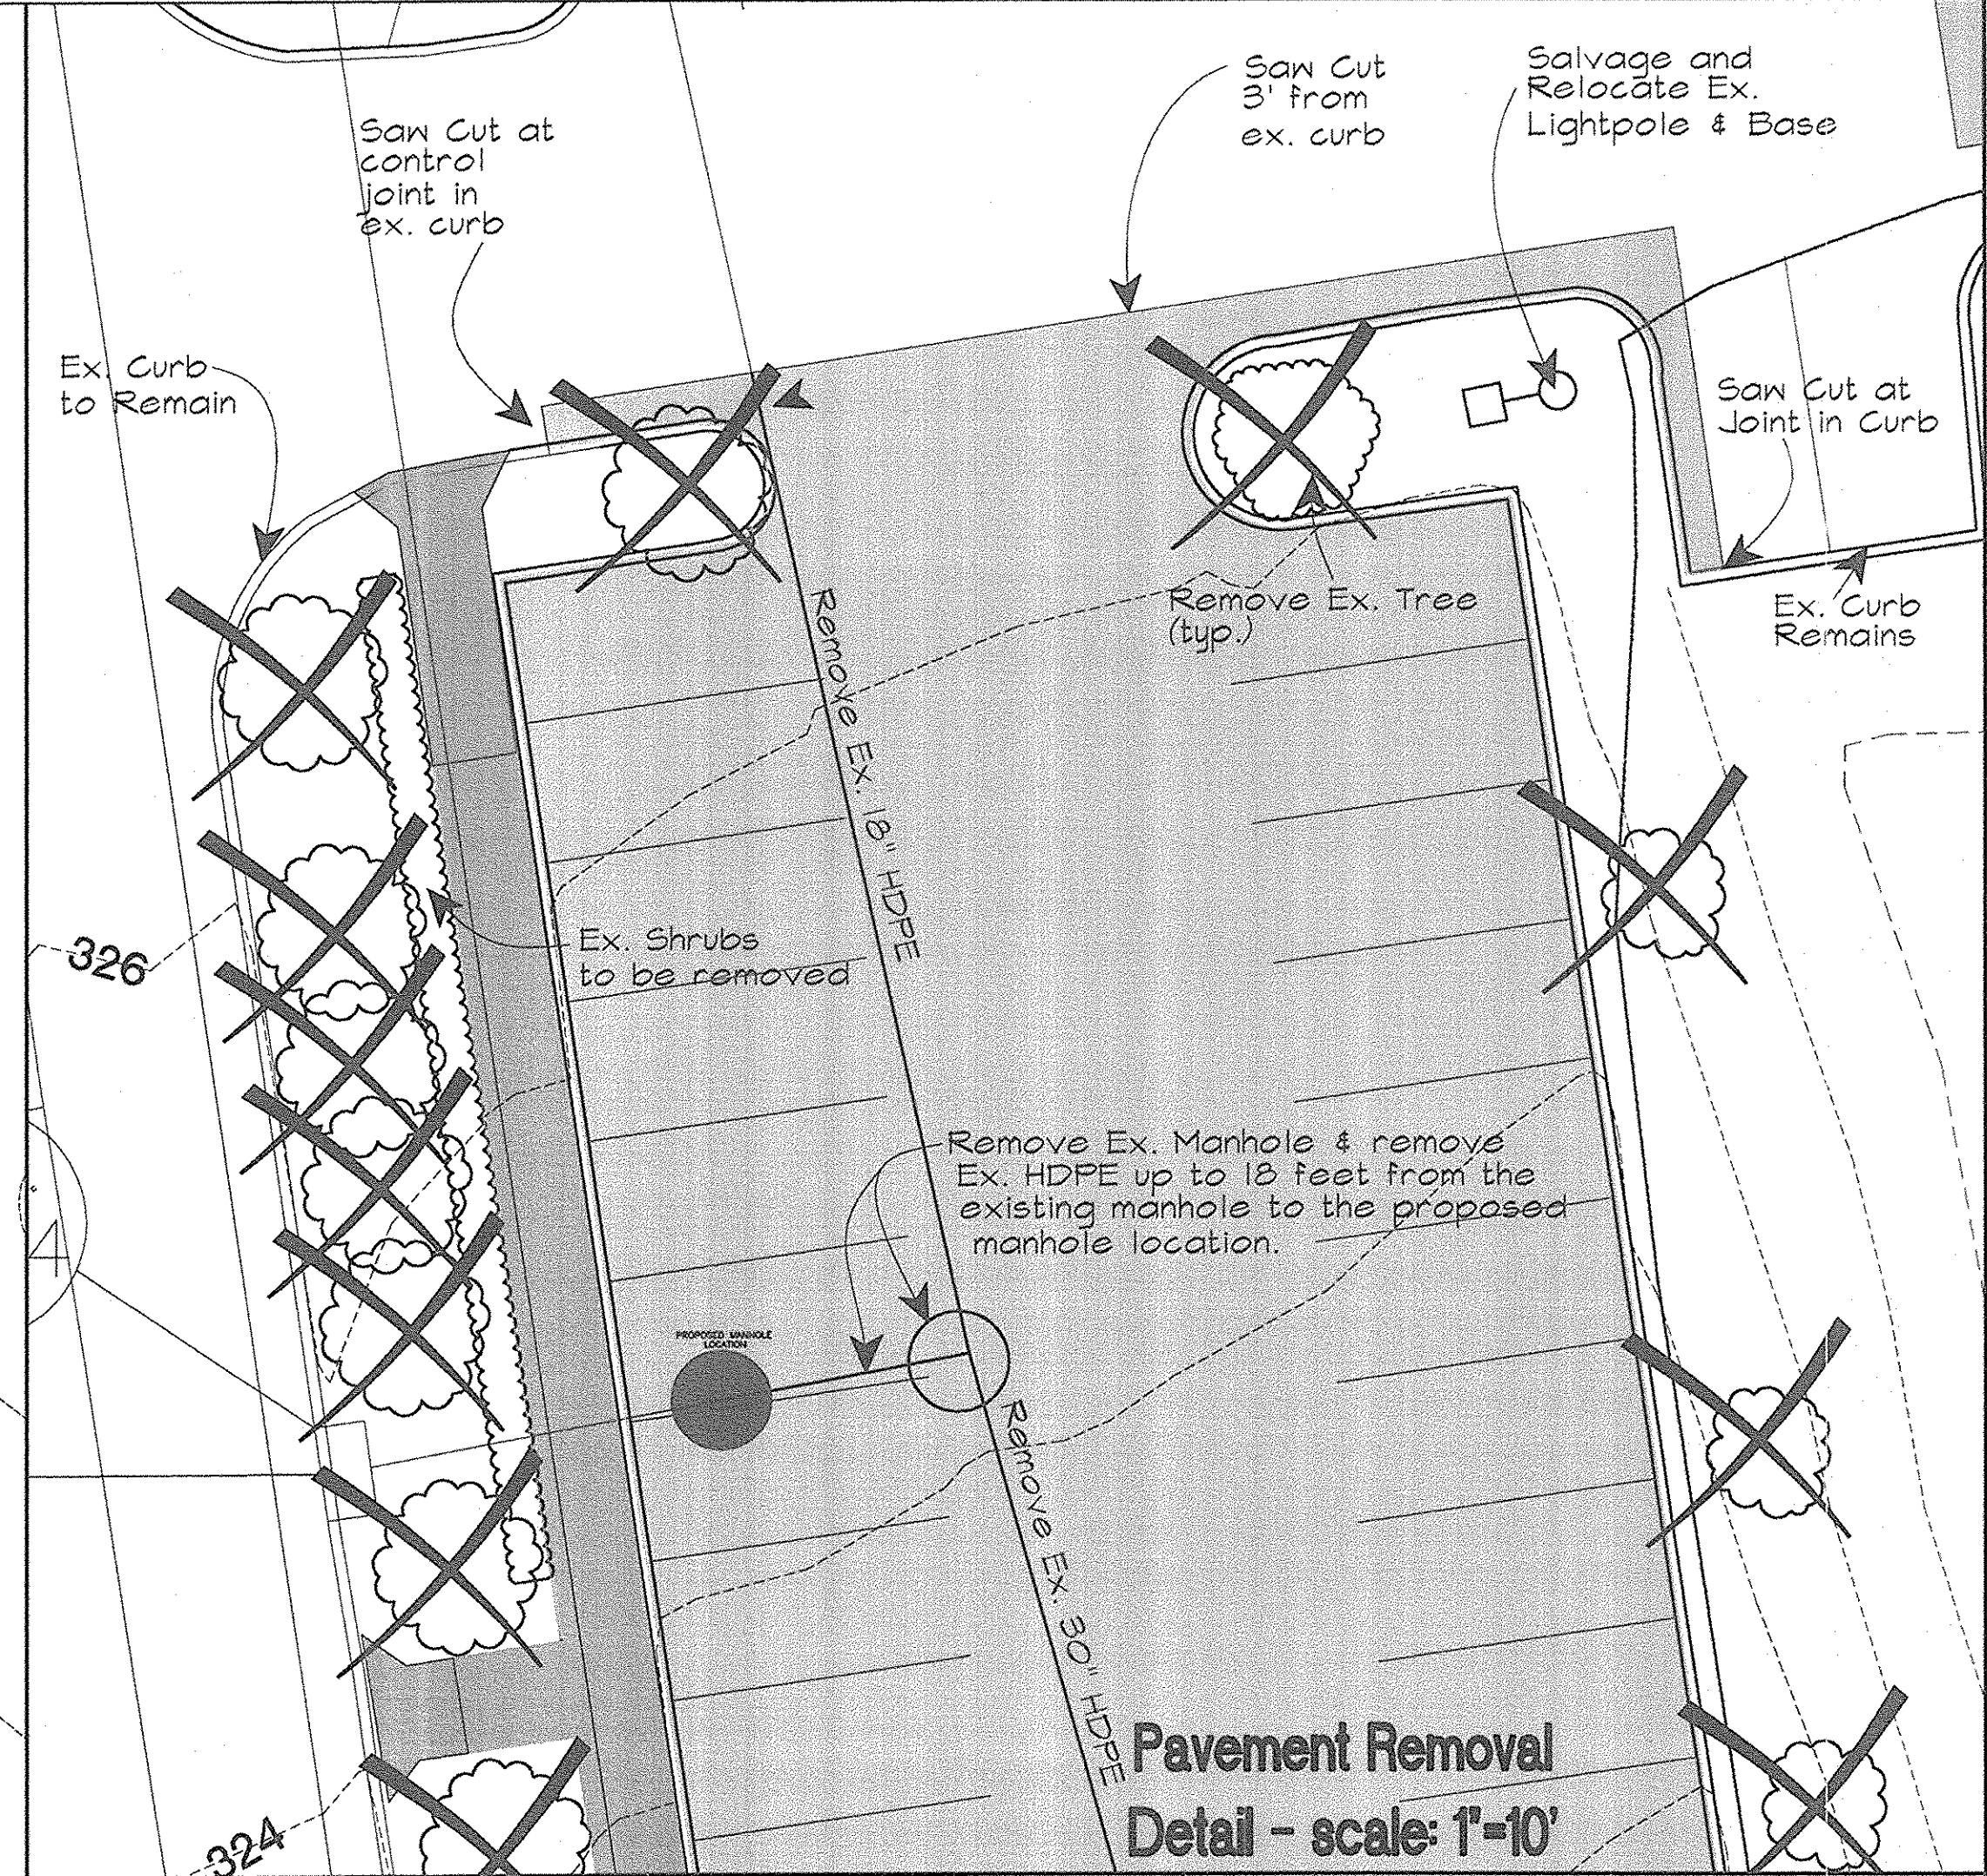 Salvage and
Relocate Ex.
Lightpole & Base
Saw Cut
3' from
ex. curb
Saw Cut at
control
joint in
ex. curb
Ex. Curb
to Remain
Saw Cut at
Joint in Curb
Ex. Curb
Remains
Remove Ex. Tree
(typ.)
Remove Ex. 18" HDPE
326
Ex. Shrubs
to be removed
Remove Ex. Manhole & remove
Ex. HDPE up to 18 feet from the
existing manhole to the proposed
manhole location.
4
PROPOSED MANHOLE
LOCATION
Remove Ex. 30" HDPE
Pavement Removal
Detail - scale: 1"=10'
324